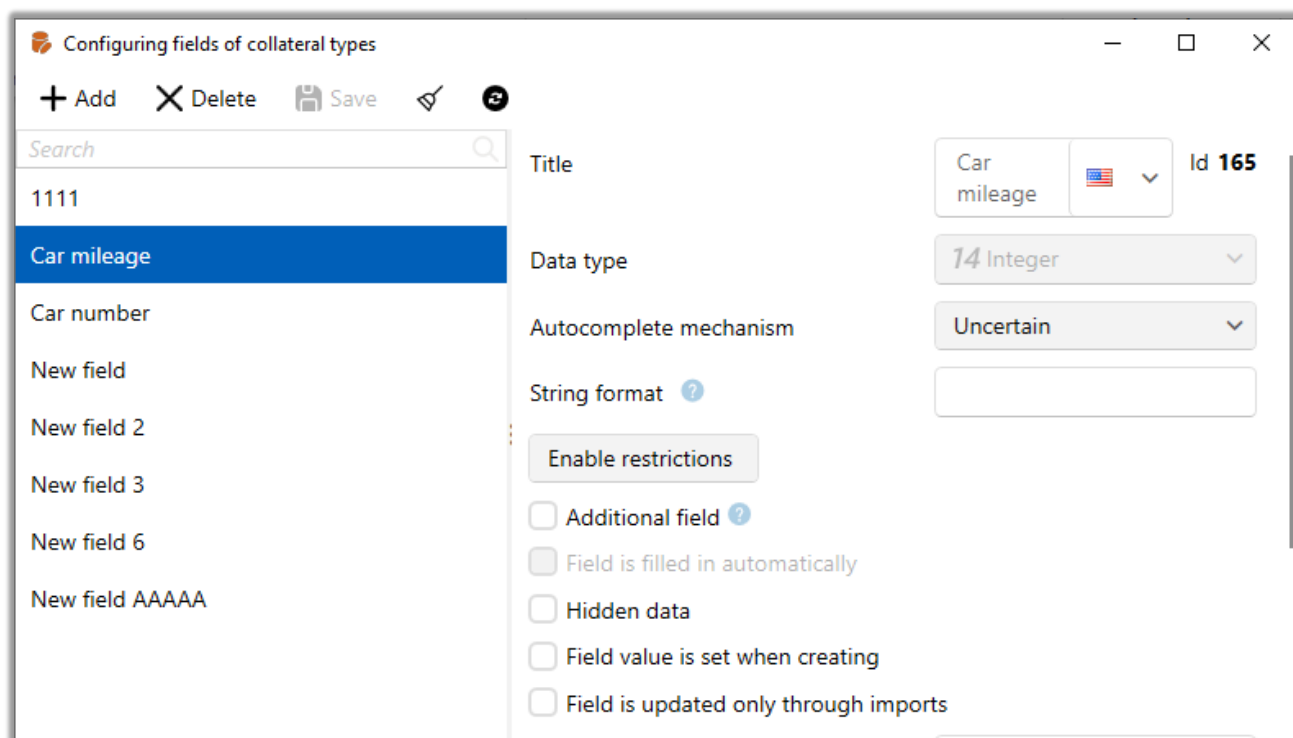 Configuring fields of collateral types
Add Delete Save
Search
1111
Car mileage
Car number
New field
New field 2
New field 3
New field 6
New field AAAAA
Title
Car
mileage
Id 165
Data type
14 Integer
Autocomplete mechanism
Uncertain
String format ?
Enable restrictions
Additional field ?
Field is filled in automatically
Hidden data
Field value is set when creating
Field is updated only through imports